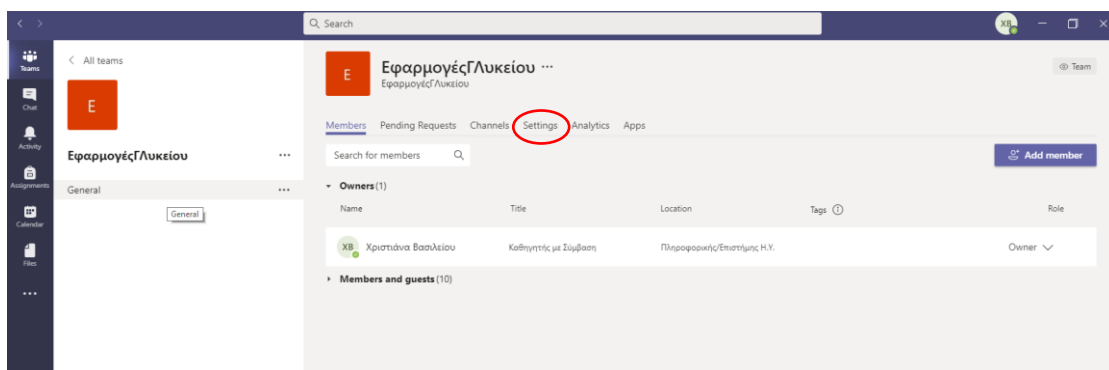 Search
XB
Teams
Chat
Activity
Assignments
Calendar
Files
All teams
E
ΕφαρμογέςΓΛυκείου
General
General
E
ΕφαρμογέςΓΛυκείου
ΕφαρμογέςΓΛυκείου
Team
Members Pending Requests Channels Settings Analytics Apps
Search for members
Add member
Owners(1)
Name Title Location Tags Role
XB Χριστιάνα Βασιλείου Καθηγητής με Σύμβαση Πληροφορικής/Επιστήμης Η.Υ. Owner
Members and guests(10)